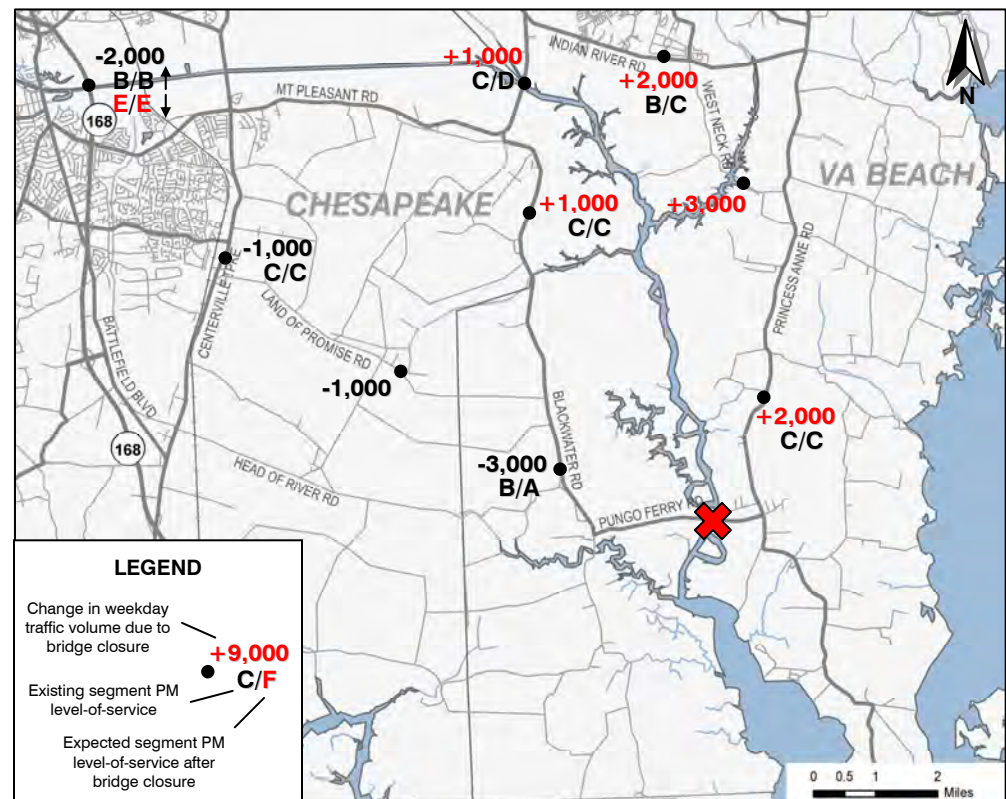 -2,000
B/B
E/E
168
MT PLEASANT RD
+1,000
C/D
INDIAN RIVER RD
+2,000
B/C
WEST NECK RD
N
CHESAPEAKE
VA BEACH
+1,000
C/C
+3,000
-1,000
C/C
CENTERVILLE TPKE
LAND OF PROMISE RD
-1,000
PRINCESS ANNE RD
BATTLEFIELD BLVD
168
+2,000
C/C
HEAD OF RIVER RD
-3,000
B/A
BLACKWATER RD
PUNGO FERRY RD
LEGEND
Change in weekday
traffic volume due to
bridge closure
+9,000
C/F
Existing segment PM
level-of-service
Expected segment PM
level-of-service after
bridge closure
0 0.5 1 2
Miles